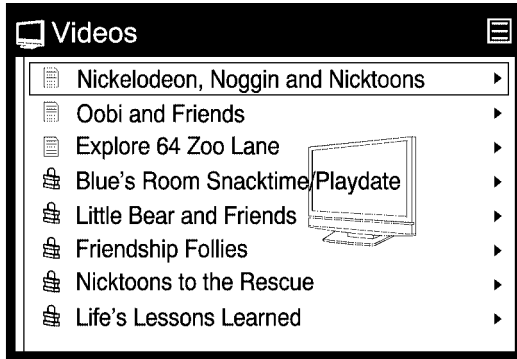 Videos
Nickelodeon, Noggin and Nicktoons
Oobi and Friends
Explore 64 Zoo Lane
Blue's Room Snacktime/Playdate
Little Bear and Friends
Friendship Follies
Nicktoons to the Rescue
Life's Lessons Learned